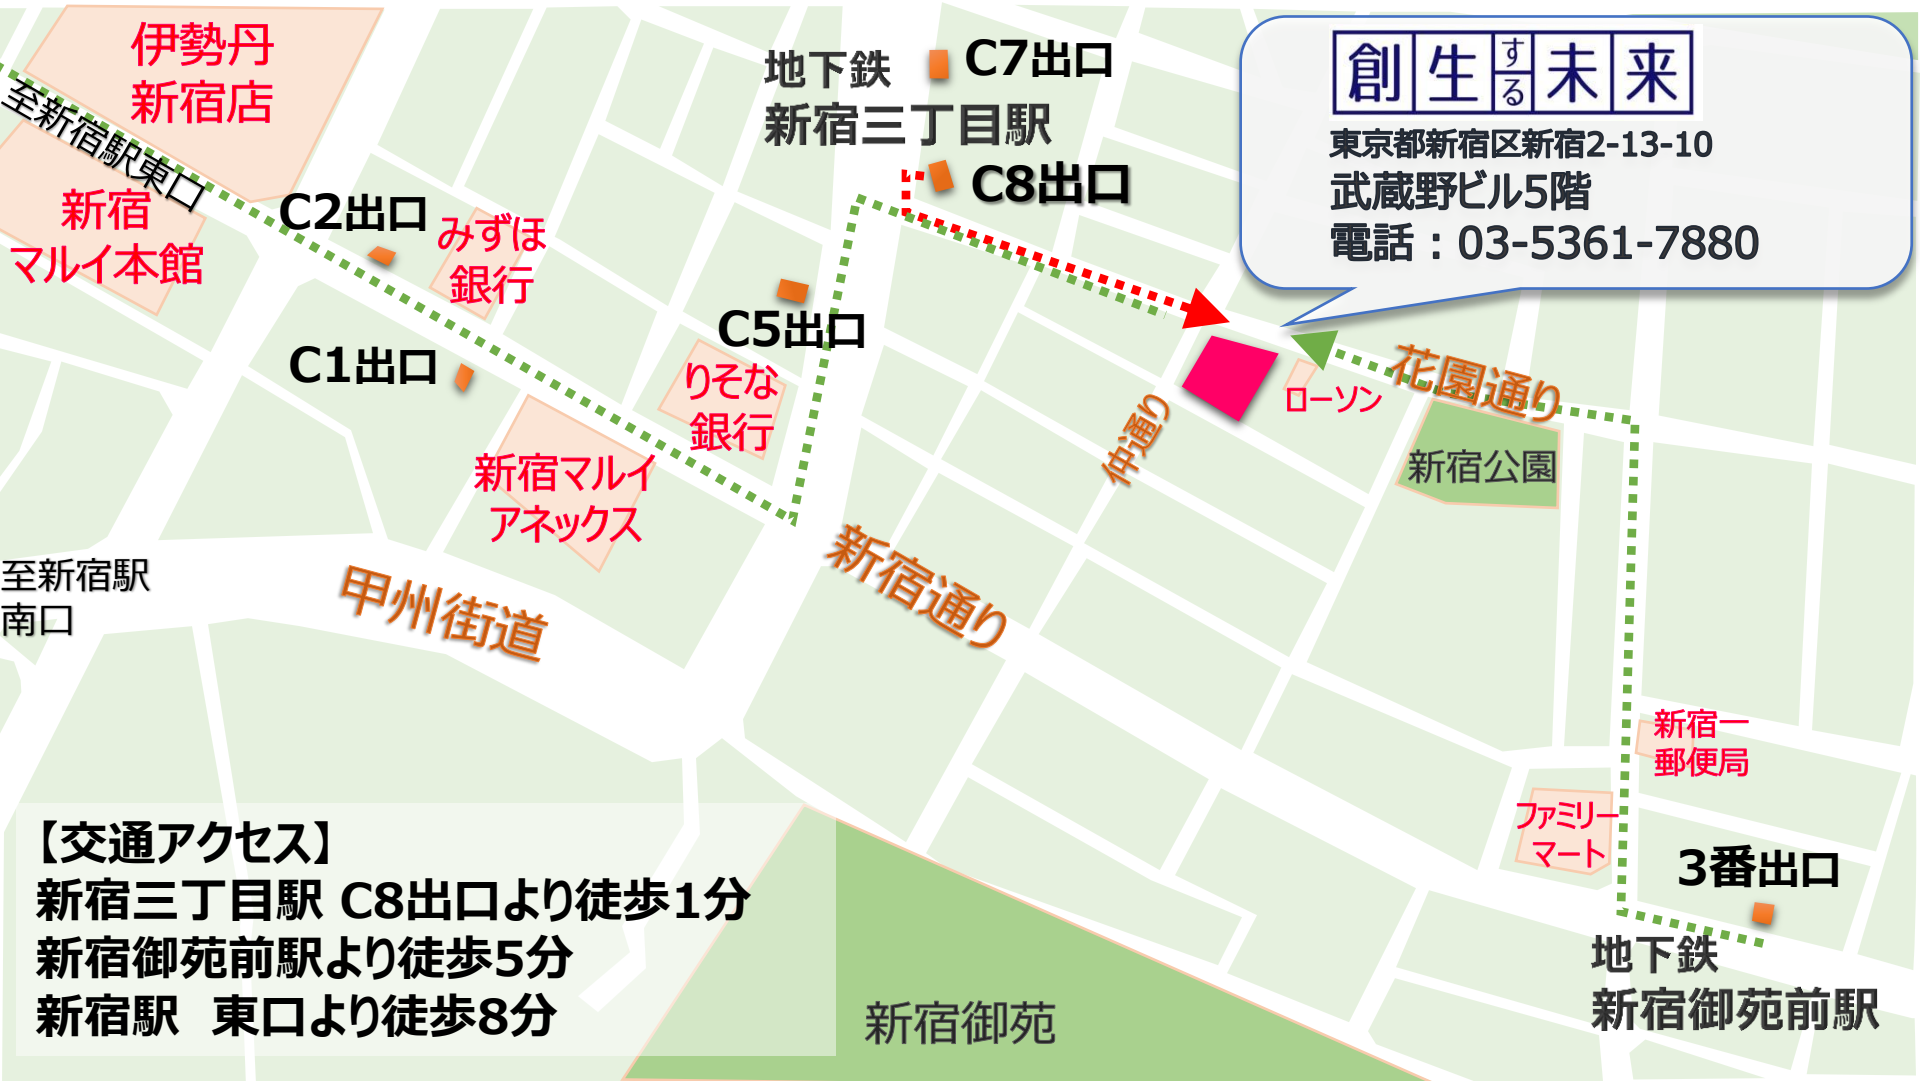 伊勢丹
新宿店
至新宿駅東口
新宿
マルイ本館
C2出口
みずほ
銀行
C1出口
地下鉄
新宿三丁目駅
C7出口
C8出口
C5出口
りそな
銀行
新宿マルイ
アネックス
創生する未来
東京都新宿区新宿2-13-10
武蔵野ビル5階
電話：03-5361-7880
花園通り
ローソン
仲通り
新宿公園
新宿通り
甲州街道
至新宿駅
南口
新宿一
郵便局
ファミリー
マート
3番出口
地下鉄
新宿御苑前駅
新宿御苑
【交通アクセス】
新宿三丁目駅 C8出口より徒歩1分
新宿御苑前駅より徒歩5分
新宿駅　東口より徒歩8分